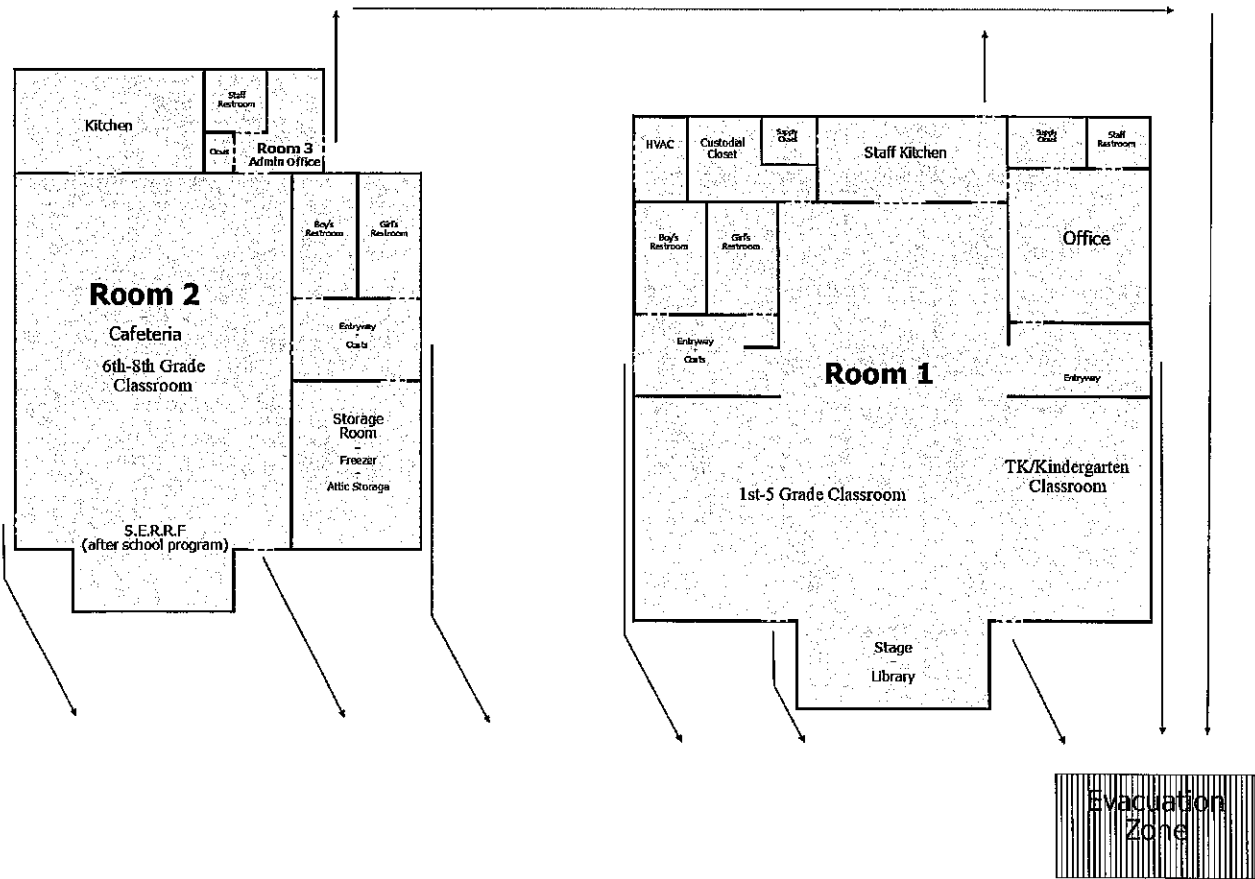 Kitchen
Staff
Restroom
Closet
Room 3
Admin Office
Boy's
Restroom
Girl's
Restroom
Room 2
-
Cafeteria
6th-8th Grade
Classroom
Entryway
-
Coats
Storage
Room
-
Freezer
-
Attic Storage
S.E.R.R.F
(after school program)
HVAC
Custodial
Closet
Supply
Closet
Staff Kitchen
Supply
Closet
Staff
Restroom
Boy's
Restroom
Girl's
Restroom
Office
Entryway
-
Coats
Room 1
Entryway
1st-5 Grade Classroom
TK/Kindergarten
Classroom
Stage
-
Library
Evacuation
Zone